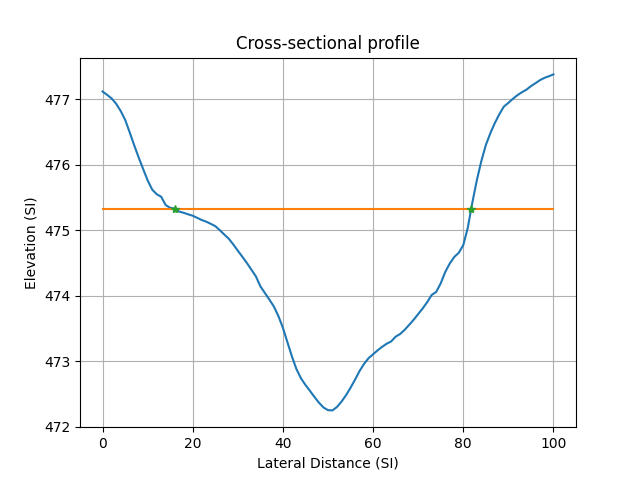 Cross-sectional profile
Elevation (SI)
477
476
475
474
473
472
0 20 40 60 80 100
Lateral Distance (SI)